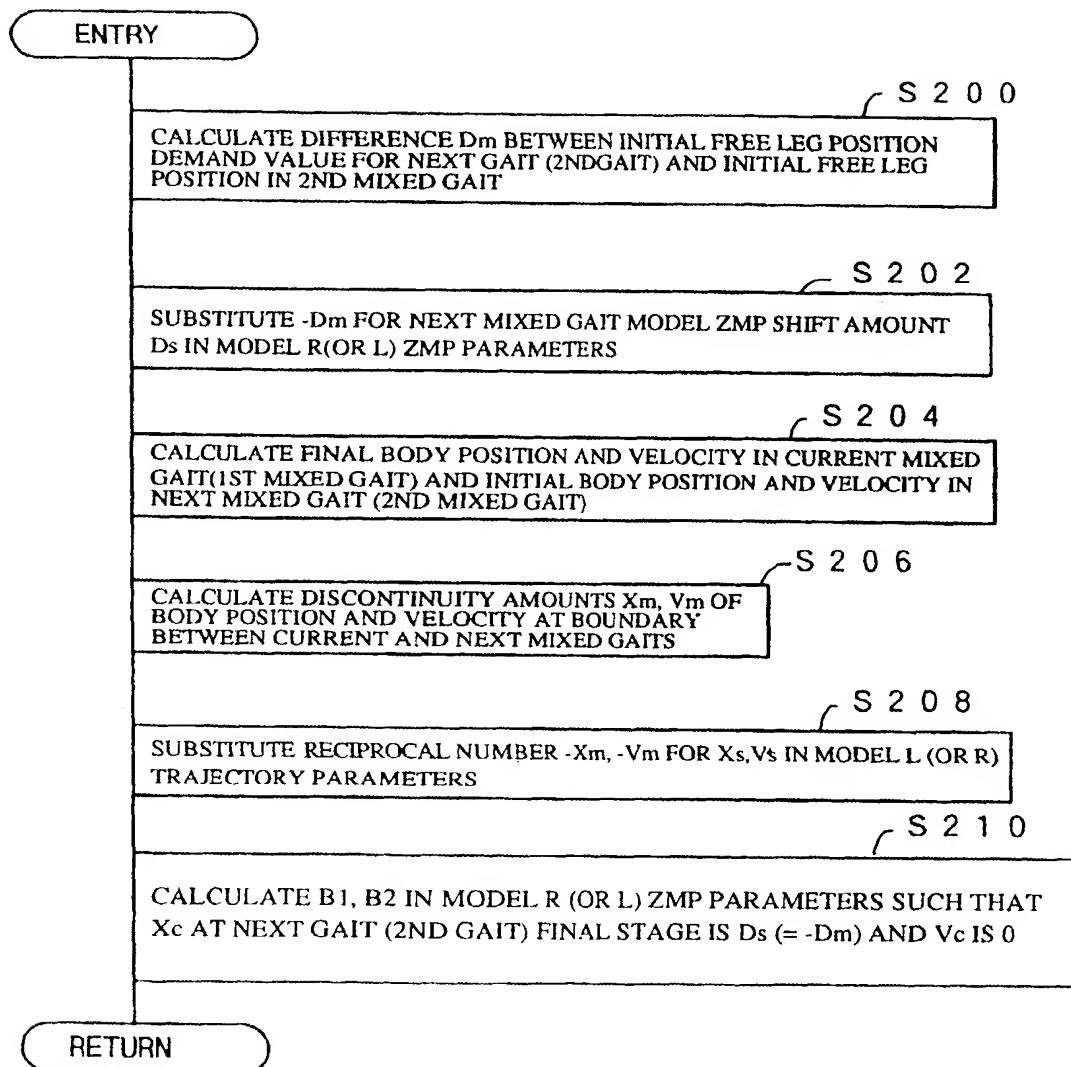 ENTRY
S200
CALCULATE DIFFERENCE Dm BETWEEN INITIAL FREE LEG POSITION
DEMAND VALUE FOR NEXT GAIT (2NDGAIT) AND INITIAL FREE LEG
POSITION IN 2ND MIXED GAIT
S202
SUBSTITUTE -Dm FOR NEXT MIXED GAIT MODEL ZMP SHIFT AMOUNT
Ds IN MODEL R(OR L) ZMP PARAMETERS
S204
CALCULATE FINAL BODY POSITION AND VELOCITY IN CURRENT MIXED
GAIT(1ST MIXED GAIT) AND INITIAL BODY POSITION AND VELOCITY IN
NEXT MIXED GAIT (2ND MIXED GAIT)
S206
CALCULATE DISCONTINUITY AMOUNTS Xm, Vm OF
BODY POSITION AND VELOCITY AT BOUNDARY
BETWEEN CURRENT AND NEXT MIXED GAITS
S208
SUBSTITUTE RECIPROCAL NUMBER -Xm, -Vm FOR Xs,Vs IN MODEL L (OR R)
TRAJECTORY PARAMETERS
S210
CALCULATE B1, B2 IN MODEL R (OR L) ZMP PARAMETERS SUCH THAT
Xc AT NEXT GAIT (2ND GAIT) FINAL STAGE IS Ds (= -Dm) AND Vc IS 0
RETURN